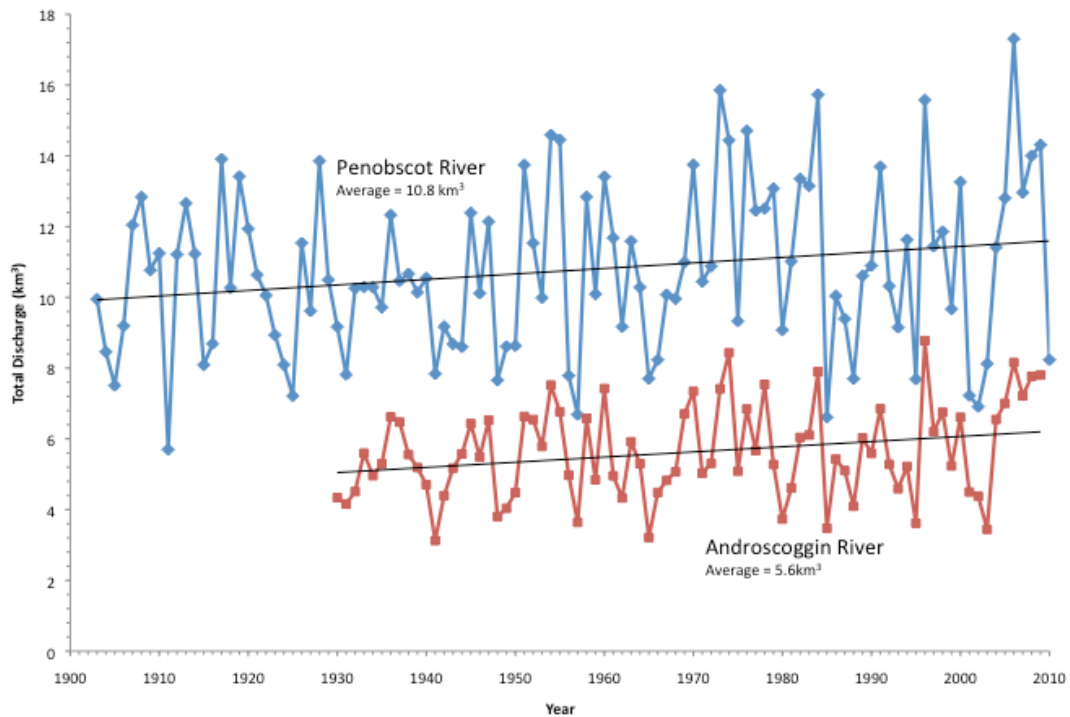 18
16
14
12
10
8
6
4
2
0
Total Discharge (km³)
Penobscot River
Average = 10.8 km³
Androscoggin River
Average = 5.6km³
1900 1910 1920 1930 1940 1950 1960 1970 1980 1990 2000 2010
Year